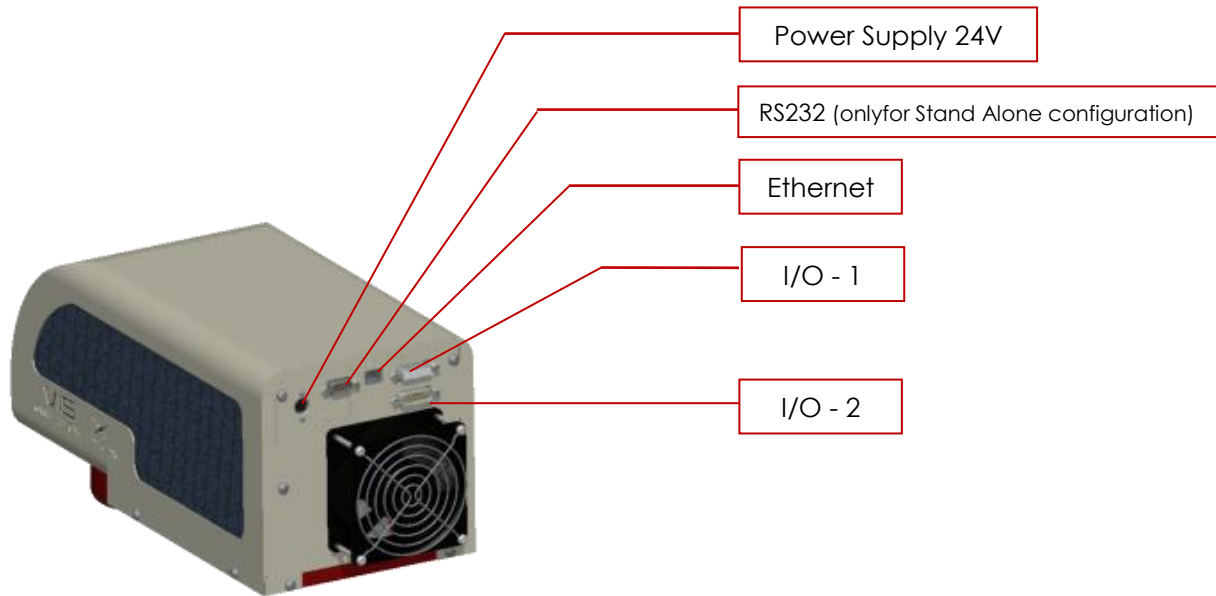 Power Supply 24V
RS232 (onlyfor Stand Alone configuration)
Ethernet
I/O - 1
I/O - 2